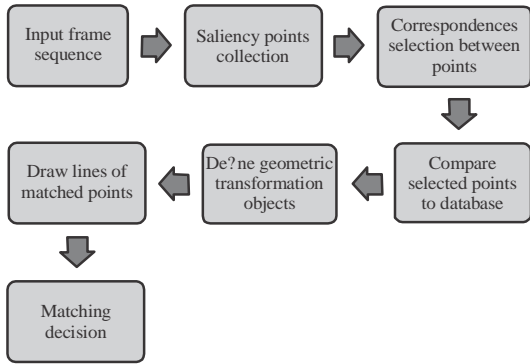 Input frame
sequence
Saliency points
collection
Correspondences
selection between
points
Compare
selected points
to database
De?ne geometric
transformation
objects
Draw lines of
matched points
Matching
decision